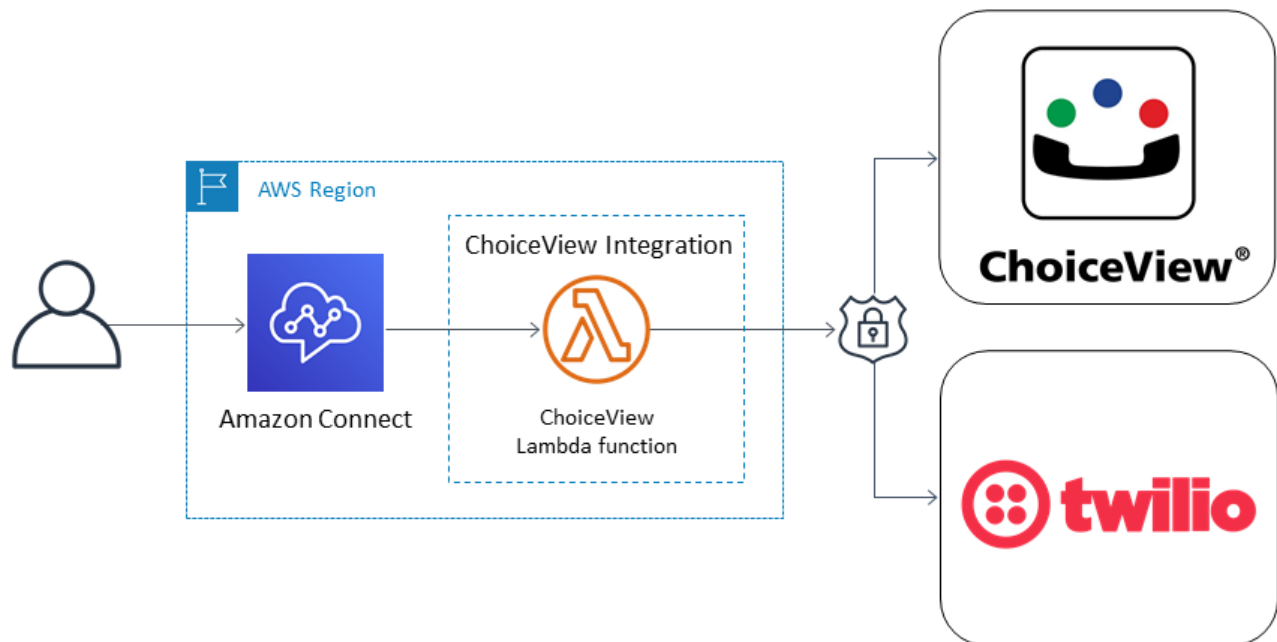 AWS Region
ChoiceView Integration
Amazon Connect
ChoiceView
Lambda function
ChoiceView®
twilio